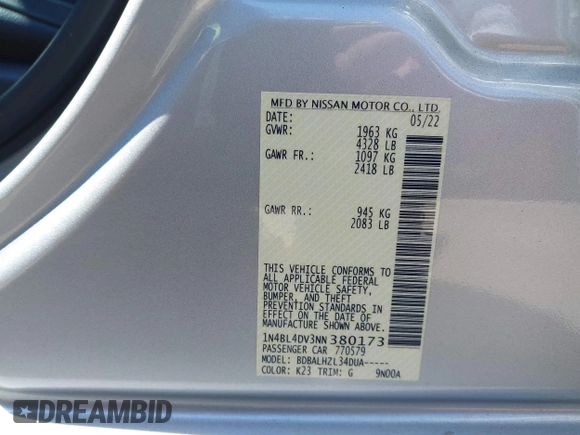 MFD BY NISSAN MOTOR CO., LTD.
DATE: 05/22
GVWR: 1963 KG
4328 LB
GAWR FR.: 1097 KG
2418 LB
GAWR RR.: 945 KG
2083 LB
THIS VEHICLE CONFORMS TO
ALL APPLICABLE FEDERAL
MOTOR VEHICLE SAFETY,
BUMPER, AND THEFT
PREVENTION STANDARDS IN
EFFECT ON THE DATE OF
MANUFACTURE SHOWN ABOVE.
1N4BL4DV3NN380173
PASSENGER CAR 770579
MODEL: BDBALHZL34DUA-----
COLOR: K23 TRIM: G 9N00A
DREAMBID